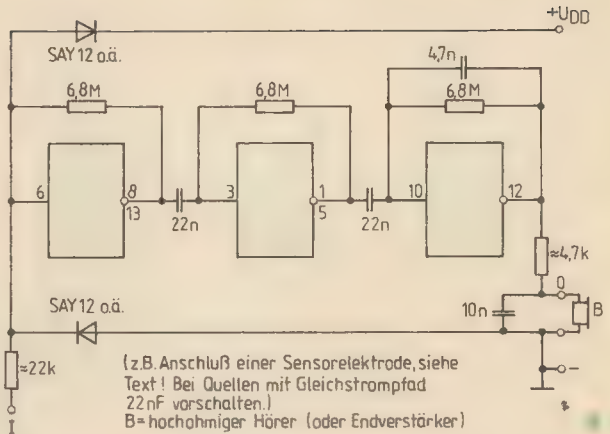 +UDD
SAY 12 o.ä.
4,7n
6,8M
6,8M
6,8M
6
8
13
22n
3
1
5
22n
10
12
≈4,7k
SAY 12 o.ä.
10n
0
B
≈22k
(z.B. Anschluß einer Sensorelektrode, siehe
Text! Bei Quellen mit Gleichstrompfad
22nF vorschalten.)
B= hochohmiger Hörer (oder Endverstärker)
-
I